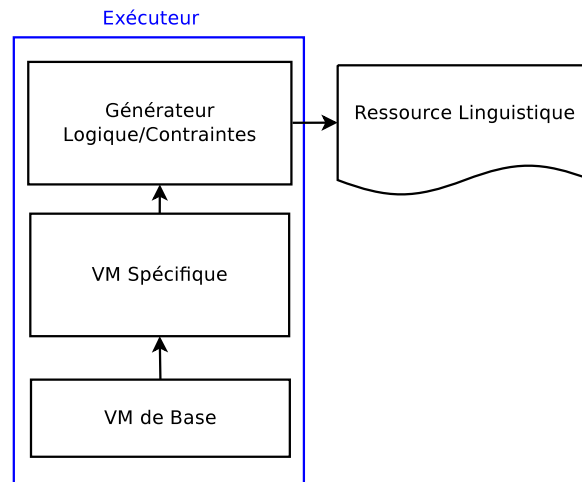 Exécuteur
Générateur
Logique/Contraintes
Ressource Linguistique
VM Spécifique
VM de Base